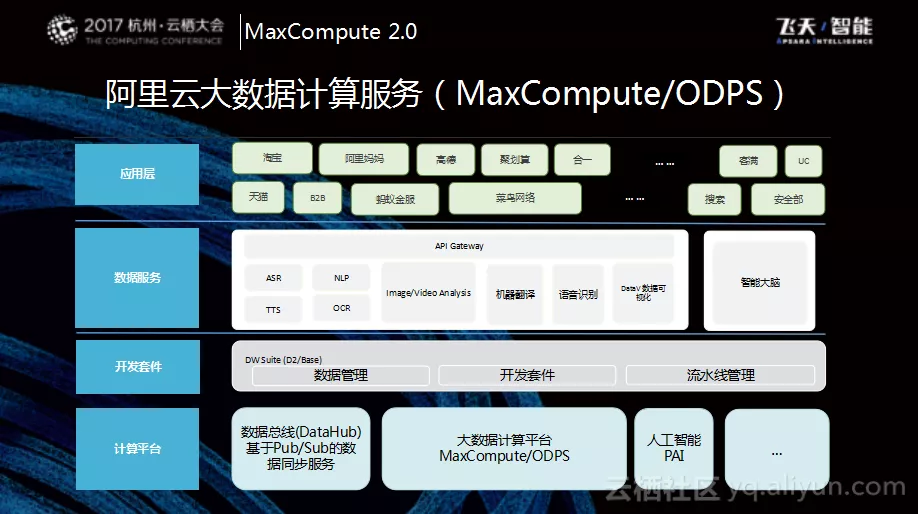 2017 杭州·云栖大会
THE COMPUTING CONFERENCE
MaxCompute 2.0
飞天/智能
APSARA INTELLIGENCE
阿里云大数据计算服务（MaxCompute/ODPS）
应用层
淘宝
阿里妈妈
高德
聚划算
合一
... ...
客满
UC
天猫
B2B
蚂蚁金服
菜鸟网络
... ...
搜索
安全部
数据服务
API Gateway
ASR
NLP
TTS
OCR
Image/Video Analysis
机器翻译
语音识别
DataV 数据可
视化
智能大脑
开发套件
DW Suite (D2/Base)
数据管理
开发套件
流水线管理
计算平台
数据总线(DataHub)
基于Pub/Sub的数
据同步服务
大数据计算平台
MaxCompute/ODPS
人工智能
PAI
...
云栖社区 yq.aliyun.com